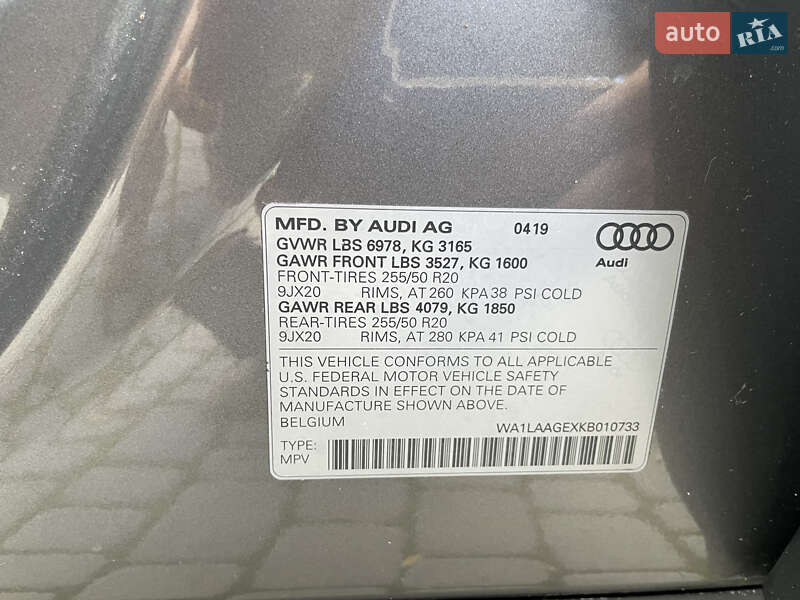 auto RIA
.com
MFD. BY AUDI AG 0419
GVWR LBS 6978, KG 3165
GAWR FRONT LBS 3527, KG 1600
Audi
FRONT-TIRES 255/50 R20
9JX20 RIMS, AT 260 KPA 38 PSI COLD
GAWR REAR LBS 4079, KG 1850
REAR-TIRES 255/50 R20
9JX20 RIMS, AT 280 KPA 41 PSI COLD
THIS VEHICLE CONFORMS TO ALL APPLICABLE
U.S. FEDERAL MOTOR VEHICLE SAFETY
STANDARDS IN EFFECT ON THE DATE OF
MANUFACTURE SHOWN ABOVE.
BELGIUM WA1LAAGEXKB010733
TYPE:
MPV